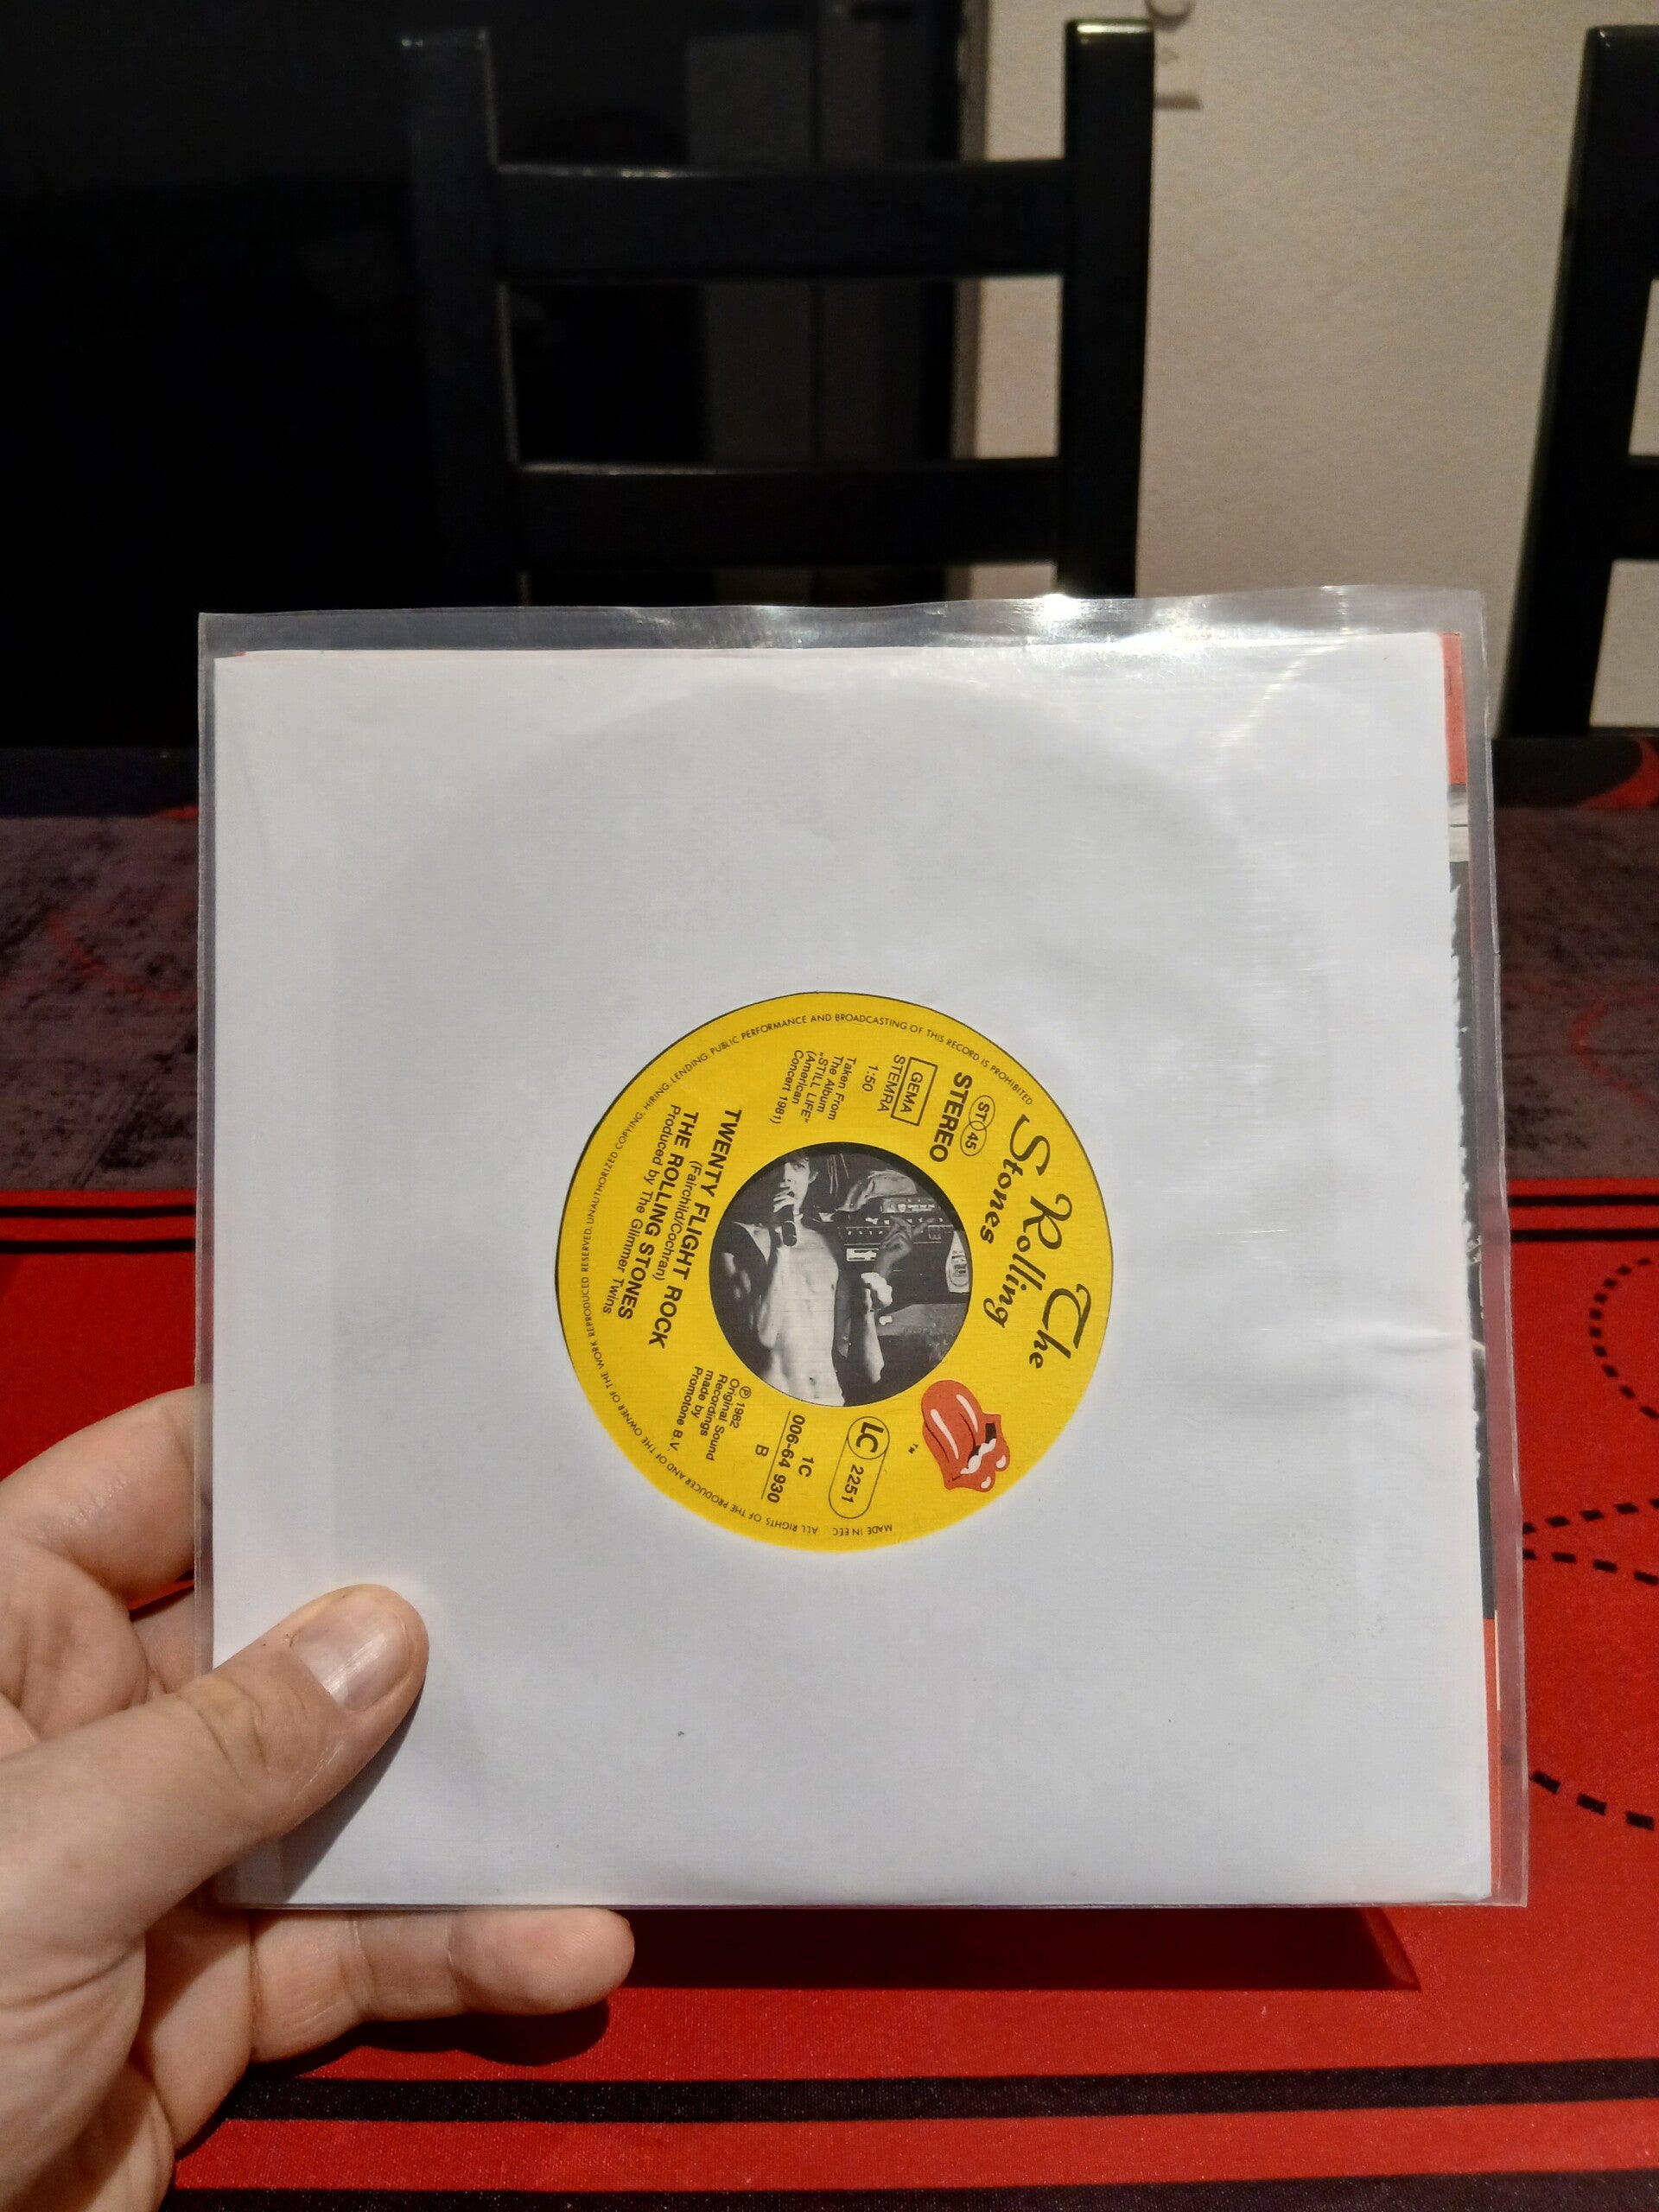 The
Rolling
Stones
TM
ST 45
STEREO
GEMA
STEMRA
1:50
Taken From
The Album
"STILL LIFE"
(American
Concert 1981)
LC 2251
1C
006-64 930
B
℗ 1982
Original Sound
Recordings
made by
Promotone B.V.
TWENTY FLIGHT ROCK
(Fairchild/Cochran)
THE ROLLING STONES
Produced by The Glimmer Twins
MADE IN EEC ALL RIGHTS OF THE PRODUCER AND OF THE OWNER OF THE WORK REPRODUCED RESERVED. UNAUTHORIZED COPYING, HIRING, LENDING, PUBLIC PERFORMANCE AND BROADCASTING OF THIS RECORD IS PROHIBITED